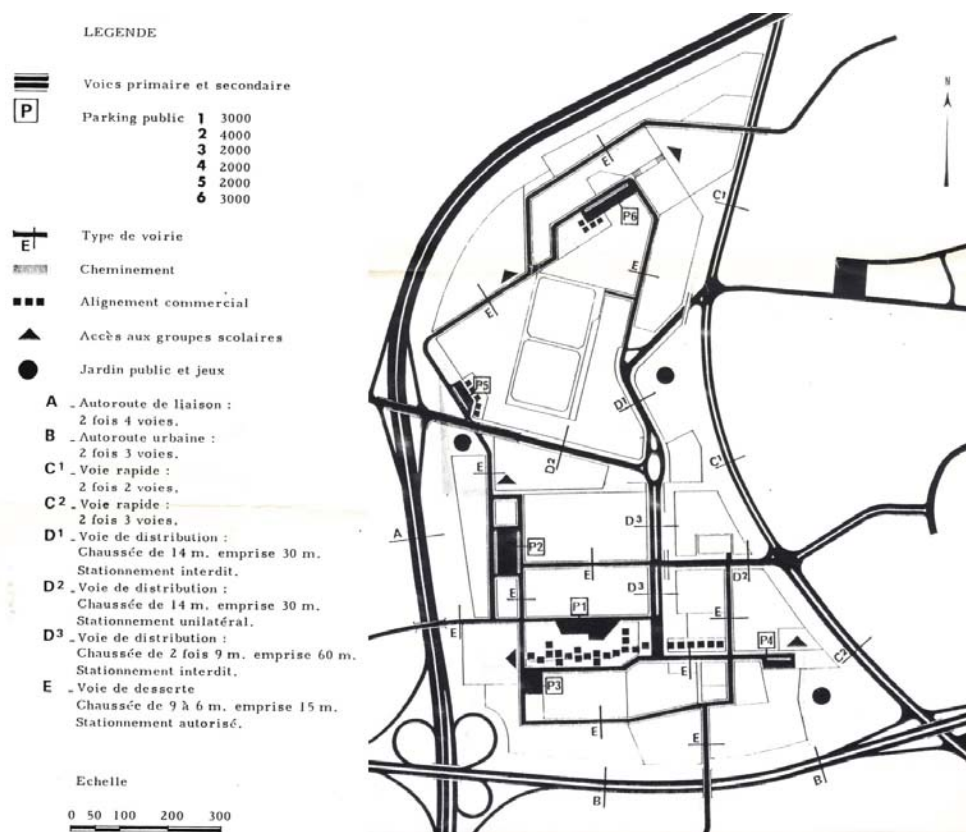 LEGENDE
Voies primaire et secondaire
P Parking public 1 3000
2 4000
3 2000
4 2000
5 2000
6 3000
E Type de voirie
Cheminement
Alignement commercial
Accès aux groupes scolaires
Jardin public et jeux
A - Autoroute de liaison :
2 fois 4 voies.
B - Autoroute urbaine :
2 fois 3 voies.
C1 - Voie rapide :
2 fois 2 voies.
C2 - Voie rapide :
2 fois 3 voies.
D1 - Voie de distribution :
Chaussée de 14 m. emprise 30 m.
Stationnement interdit.
D2 - Voie de distribution :
Chaussée de 14 m. emprise 30 m.
Stationnement unilatéral.
D3 - Voie de distribution :
Chaussée de 2 fois 9 m. emprise 60 m.
Stationnement interdit.
E - Voie de desserte
Chaussée de 9 à 6 m. emprise 15 m.
Stationnement autorisé.
Echelle
0 50 100 200 300
N
E
C1
P6
E
E
P5
D1
D2
C1
E
D3
A
P2
E
D2
D3
E
P1
E
E
P4
E
C2
P3
E
E
B
B